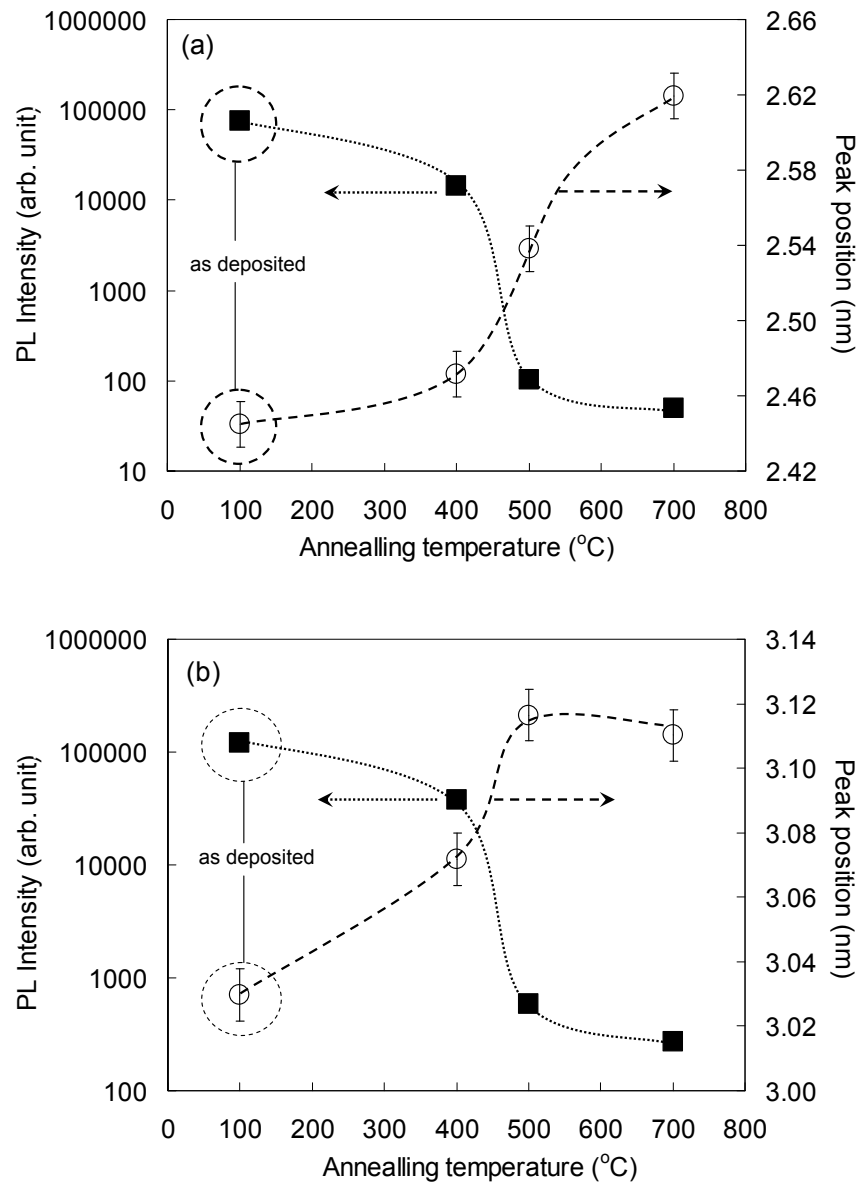 (a)
1000000
100000
10000
1000
100
10
PL Intensity (arb. unit)
as deposited
2.66
2.62
2.58
2.54
2.50
2.46
2.42
Peak position (nm)
0 100 200 300 400 500 600 700 800
Annealling temperature (°C)
(b)
1000000
100000
10000
1000
100
PL Intensity (arb. unit)
as deposited
3.14
3.12
3.10
3.08
3.06
3.04
3.02
3.00
Peak position (nm)
0 100 200 300 400 500 600 700 800
Annealling temperature (°C)